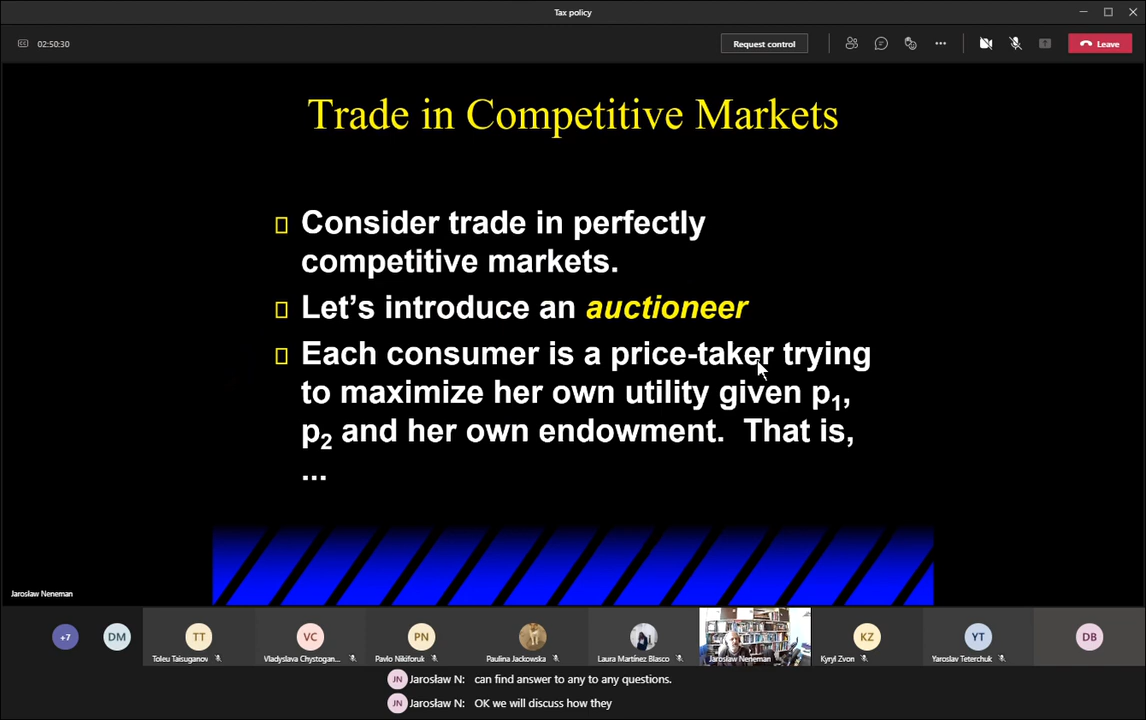 Tax policy
02:50:30
Request control
Leave
Trade in Competitive Markets
Consider trade in perfectly
competitive markets.
Let's introduce an auctioneer
Each consumer is a price-taker trying
to maximize her own utility given p1,
p2 and her own endowment. That is,
...
Jarosław Neneman
+7
DM
TT
VC
PN
KZ
YT
DB
Toleu Taisuganov
Vladyslava Chystogan...
Pavlo Nikiforuk
Paulina Jackowska
Laura Martínez Blasco
Jarosław Neneman
Kyryl Zvon
Yaroslav Teterchuk
JN Jarosław N: can find answer to any to any questions.
JN Jarosław N: OK we will discuss how they